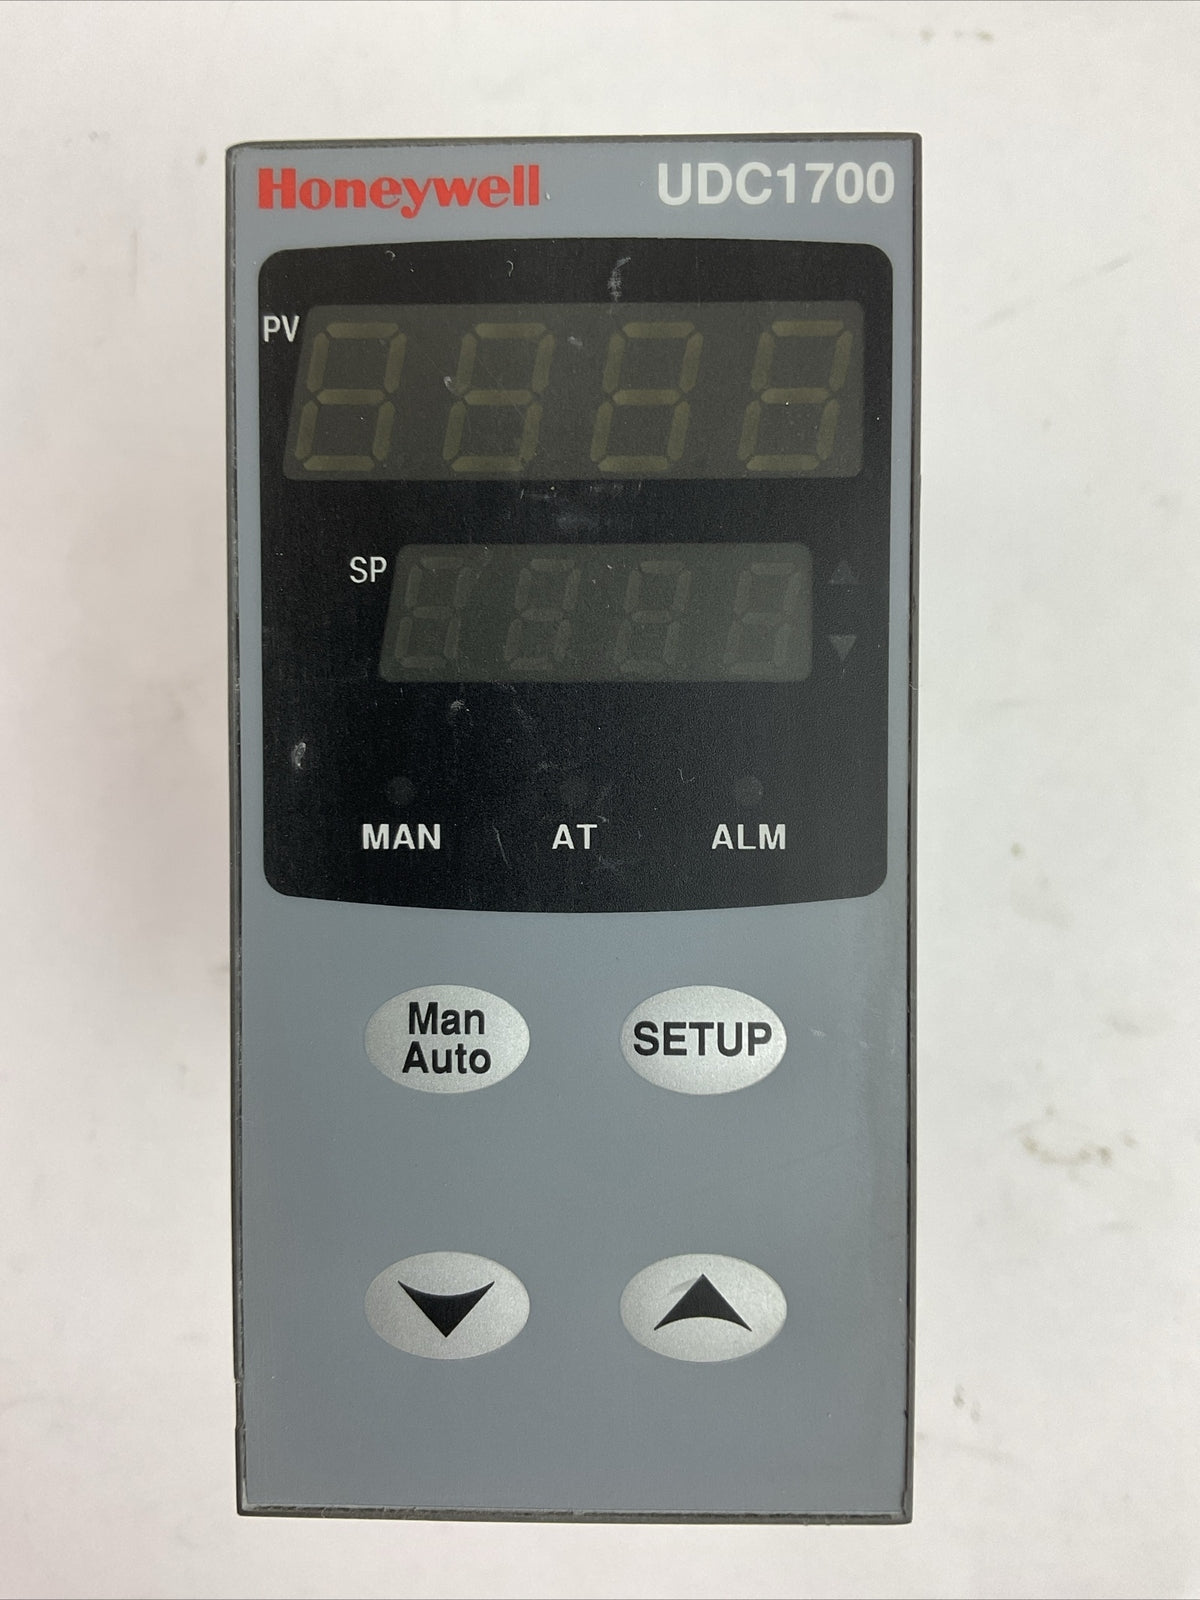 Honeywell UDC1700
PV
SP
MAN AT ALM
Man
Auto
SETUP